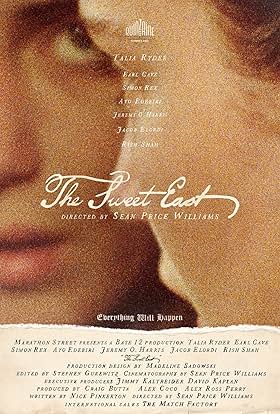 QUINZAINE
TALIA RYDER
EARL CAVE
SIMON REX
AYO EDEBIRI
JEREMY O. HARRIS
JACOB ELORDI
RISH SHAH
The Sweet East
DIRECTED BY SEAN PRICE WILLIAMS
Everything Will Happen
MARATHON STREET PRESENTS A BASE 12 PRODUCTION TALIA RYDER EARL CAVE
SIMON REX AYO EDEBIRI JEREMY O. HARRIS JACOB ELORDI RISH SHAH
The Sweet East
PRODUCTION DESIGN BY MADELINE SADOWSKI
EDITED BY STEPHEN GUREWITZ CINEMATOGRAPHY BY SEAN PRICE WILLIAMS
EXECUTIVE PRODUCERS JIMMY KALTREIDER DAVID KAPLAN
PRODUCED BY CRAIG BUTTA ALEX COCO ALEX ROSS PERRY
WRITTEN BY NICK PINKERTON DIRECTED BY SEAN PRICE WILLIAMS
INTERNATIONAL SALES THE MATCH FACTORY